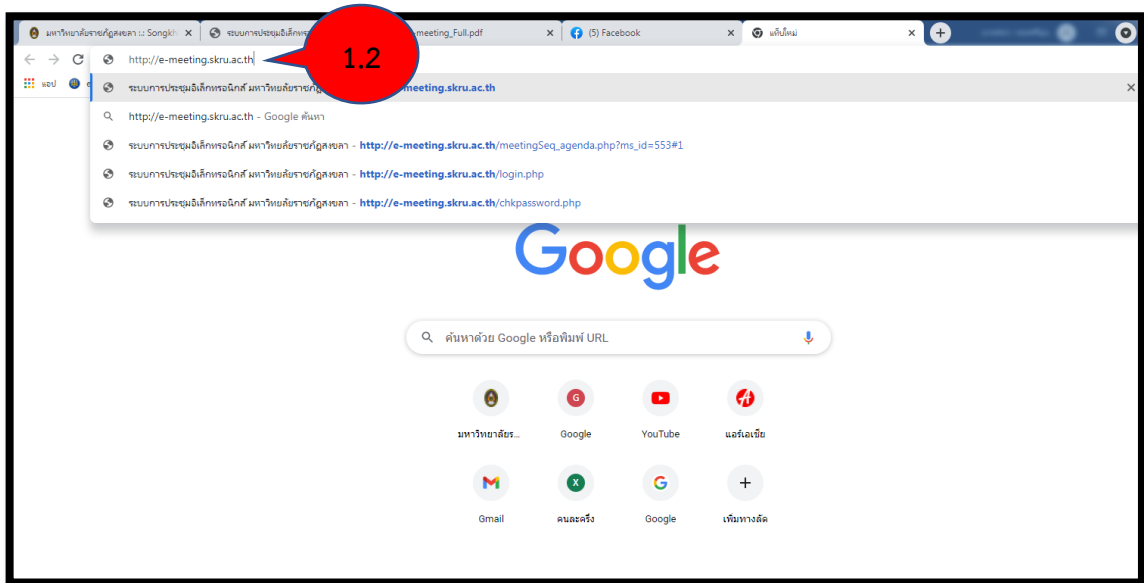 มหาวิทยาลัยราชภัฏสงขลา :: Songkh
ระบบการประชุมอิเล็กทร
-meeting_Full.pdf
(5) Facebook
แท็บใหม่
http://e-meeting.skru.ac.th
1.2
แอป
ระบบการประชุมอิเล็กทรอนิกส์ มหาวิทยาลัยราชภัฏ
meeting.skru.ac.th
http://e-meeting.skru.ac.th - Google ค้นหา
ระบบการประชุมอิเล็กทรอนิกส์ มหาวิทยาลัยราชภัฏสงขลา - http://e-meeting.skru.ac.th/meetingSeq_agenda.php?ms_id=553#1
ระบบการประชุมอิเล็กทรอนิกส์ มหาวิทยาลัยราชภัฏสงขลา - http://e-meeting.skru.ac.th/login.php
ระบบการประชุมอิเล็กทรอนิกส์ มหาวิทยาลัยราชภัฏสงขลา - http://e-meeting.skru.ac.th/chkpassword.php
Google
ค้นหาด้วย Google หรือพิมพ์ URL
มหาวิทยาลัยร... Google YouTube แอร์เอเชีย
Gmail คนละครึ่ง Google เพิ่มทางลัด